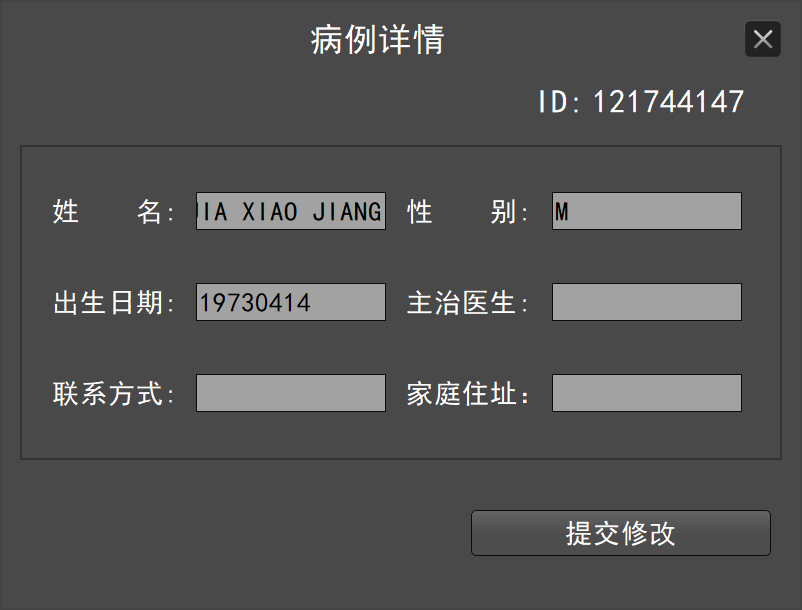 病例详情
ID: 121744147
姓 名: XIAO JIANG 性 别: M
出生日期: 19730414 主治医生:
联系方式: 家庭住址:
提交修改